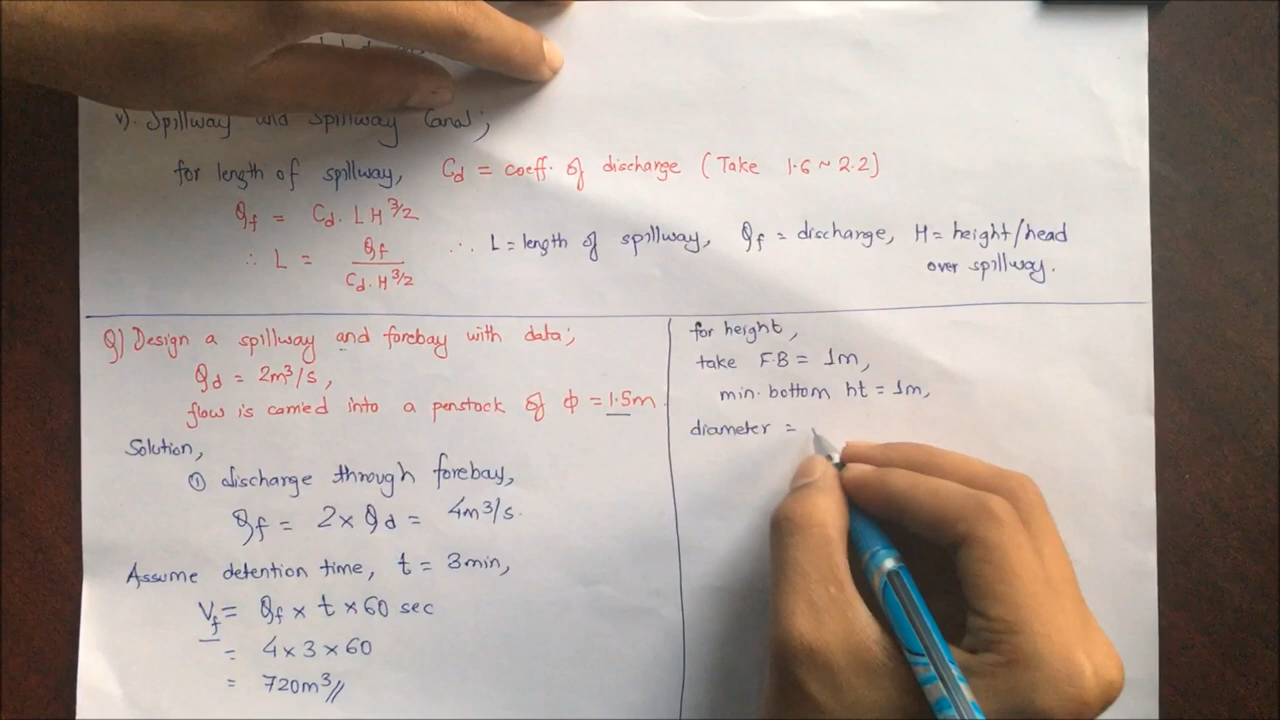 v). Spillway and Spillway Canal;
for length of spillway, Cd = coeff. of discharge (Take 1.6 ~ 2.2)
Qf = Cd. L H^3/2
∴ L = Qf / Cd. H^3/2 ∴ L = length of spillway, Qf = discharge, H = height/head
over spillway.
Q) Design a spillway and forebay with data;
Qd = 2m³/s,
flow is carried into a penstock of φ = 1.5m.
Solution,
① discharge through forebay,
Qf = 2 x Qd = 4m³/s.
Assume detention time, t = 3min,
Vf = Qf x t x 60 sec
= 4 x 3 x 60
= 720m³//
for height,
take F.B = 1m,
min. bottom ht = 1m,
diameter =